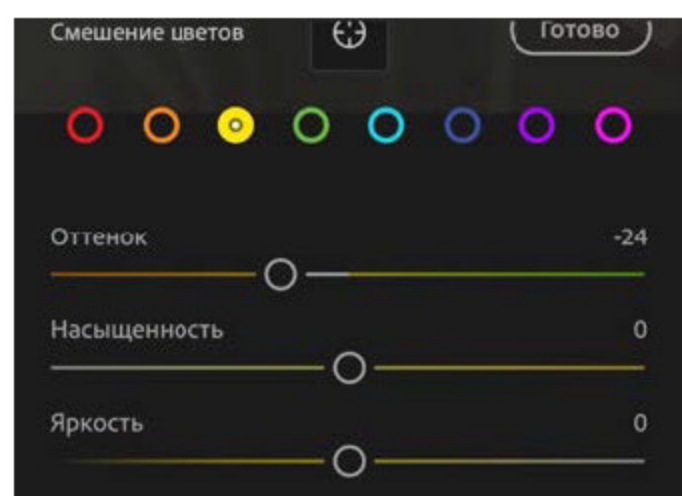 Смешение цветов
Готово
Оттенок -24
Насыщенность 0
Яркость 0